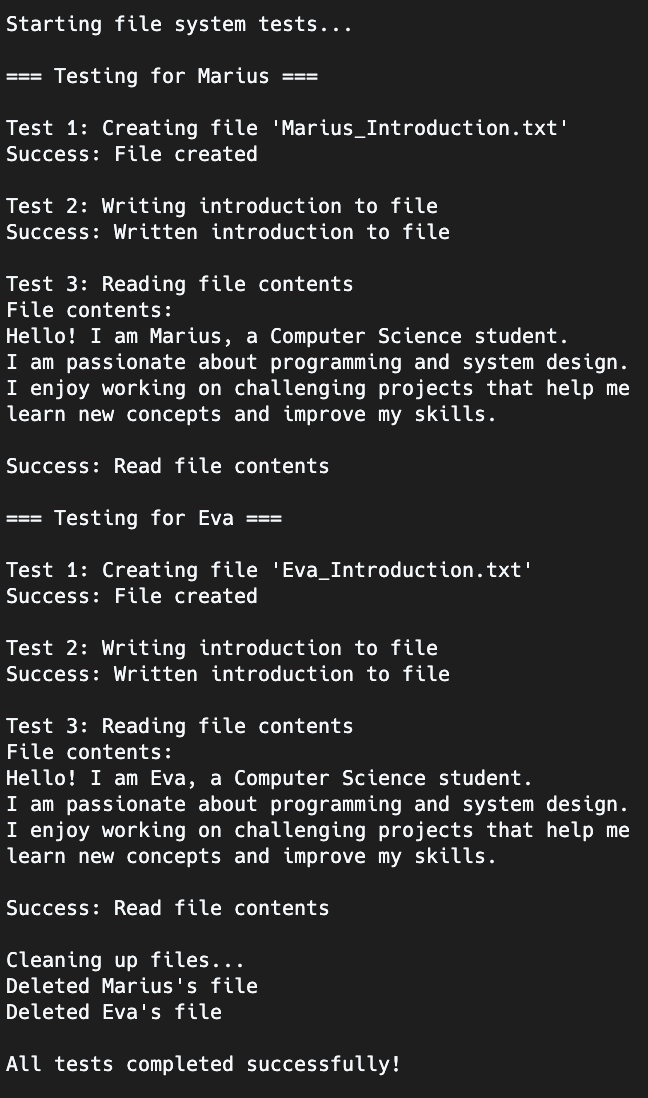 Starting file system tests...
=== Testing for Marius ===
Test 1: Creating file 'Marius_Introduction.txt'
Success: File created
Test 2: Writing introduction to file
Success: Written introduction to file
Test 3: Reading file contents
File contents:
Hello! I am Marius, a Computer Science student.
I am passionate about programming and system design.
I enjoy working on challenging projects that help me
learn new concepts and improve my skills.
Success: Read file contents
=== Testing for Eva ===
Test 1: Creating file 'Eva_Introduction.txt'
Success: File created
Test 2: Writing introduction to file
Success: Written introduction to file
Test 3: Reading file contents
File contents:
Hello! I am Eva, a Computer Science student.
I am passionate about programming and system design.
I enjoy working on challenging projects that help me
learn new concepts and improve my skills.
Success: Read file contents
Cleaning up files...
Deleted Marius's file
Deleted Eva's file
All tests completed successfully!